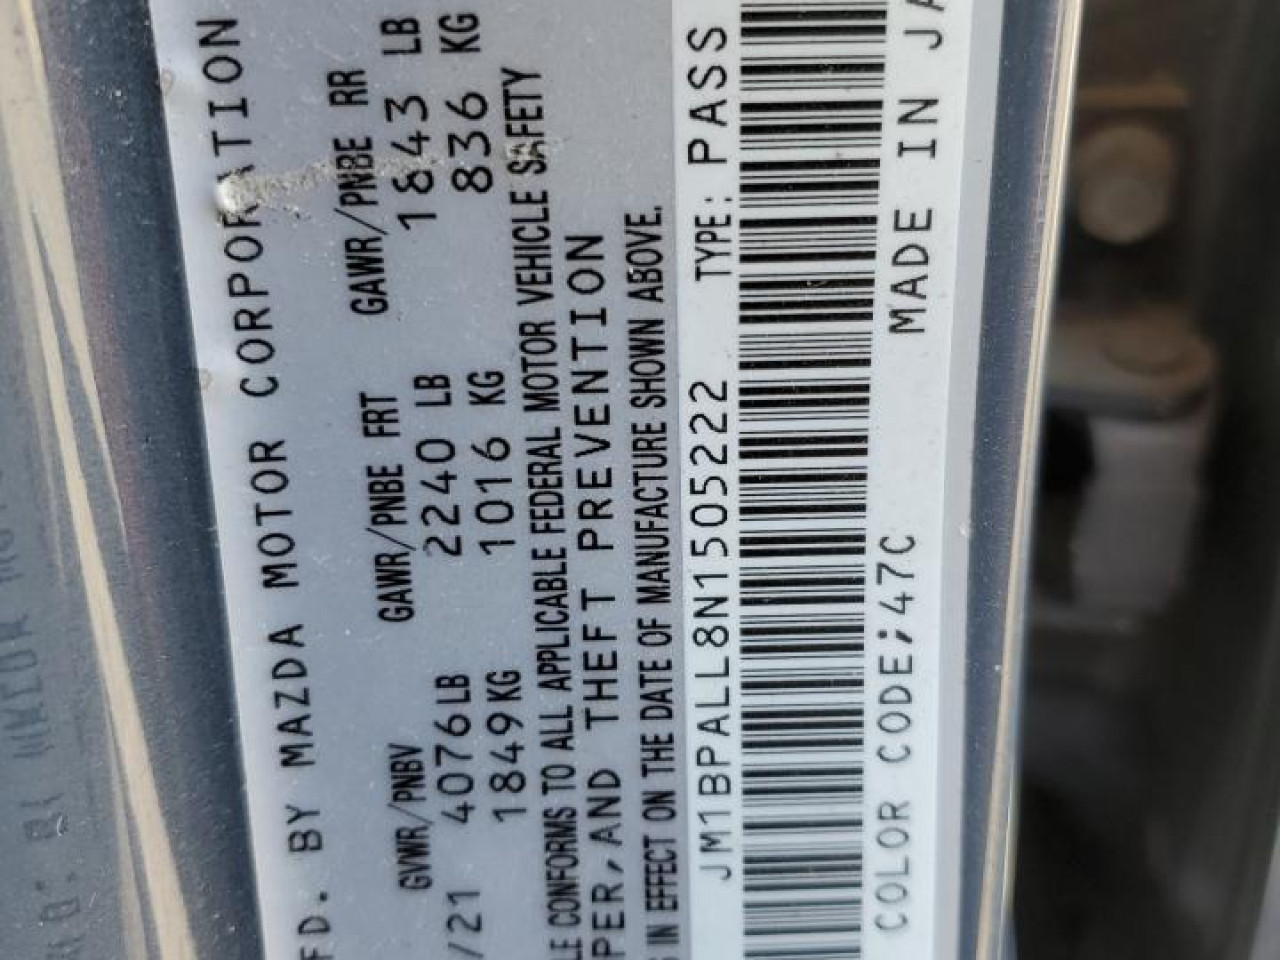 FD. BY MAZDA MOTOR CORPORATION
GVWR/PNBV GAWR/PNBE FRT GAWR/PNBE RR
/21 4076LB 2240 LB 1843 LB
1849KG 1016 KG 836 KG
LE CONFORMS TO ALL APPLICABLE FEDERAL MOTOR VEHICLE SAFETY
PER, AND THEFT PREVENTION
IN EFFECT ON THE DATE OF MANUFACTURE SHOWN ABOVE.
JM1BPALL8N1505222 TYPE: PASS
COLOR CODE;47C MADE IN JA